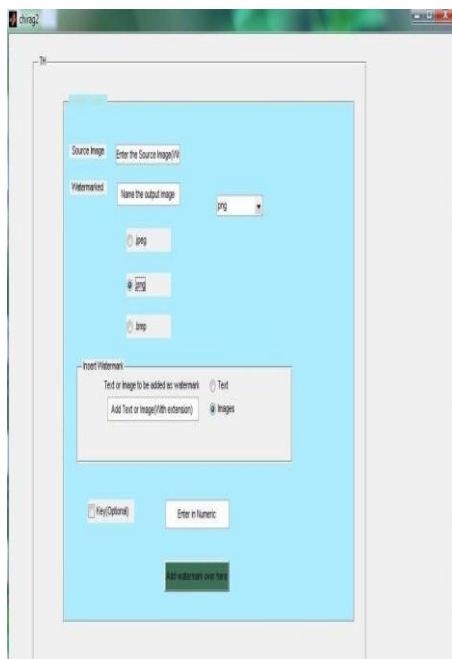 chirag2
TH
Source Image
Enter the Source Image(Wi
Watermarked
Name the output image
png
.jpeg
.png
.bmp
Insert Watermark
Text or Image to be added as watermark
Text
Add Text or Image(With extension)
Images
Key(Optional)
Enter in Numeric
Add watermark over here